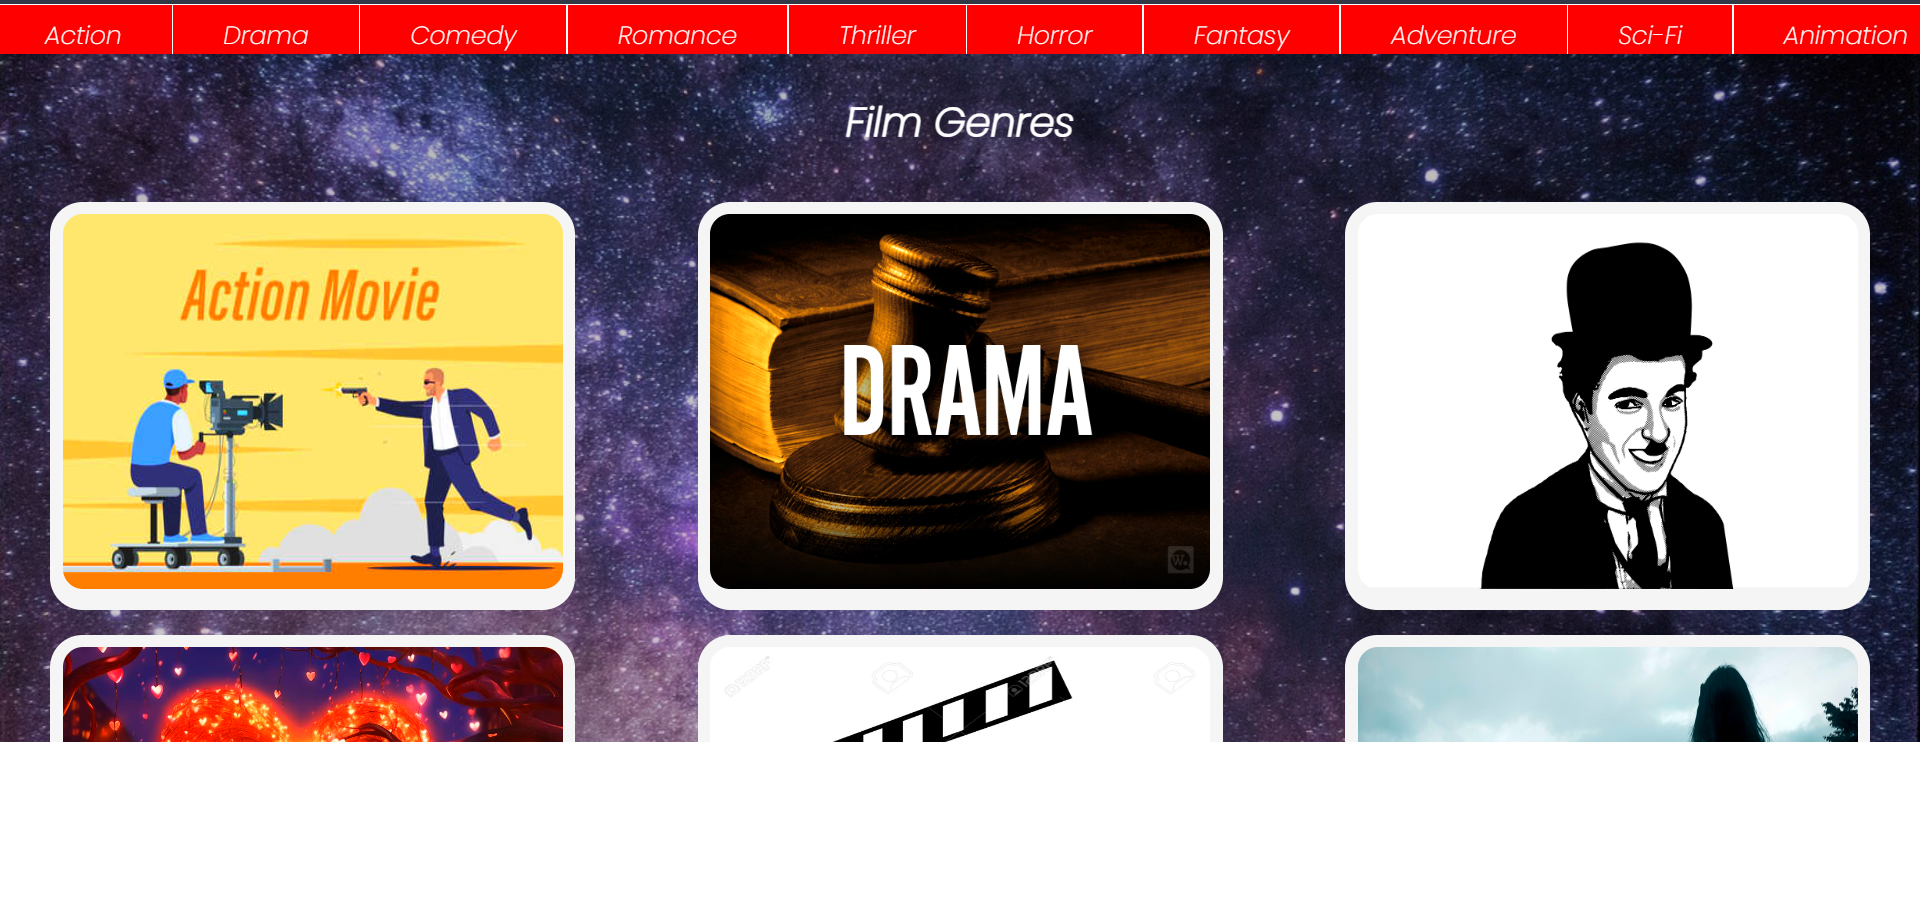 Action Drama Comedy Romance Thriller Horror Fantasy Adventure Sci-Fi Animation
Film Genres
Action Movie
DRAMA